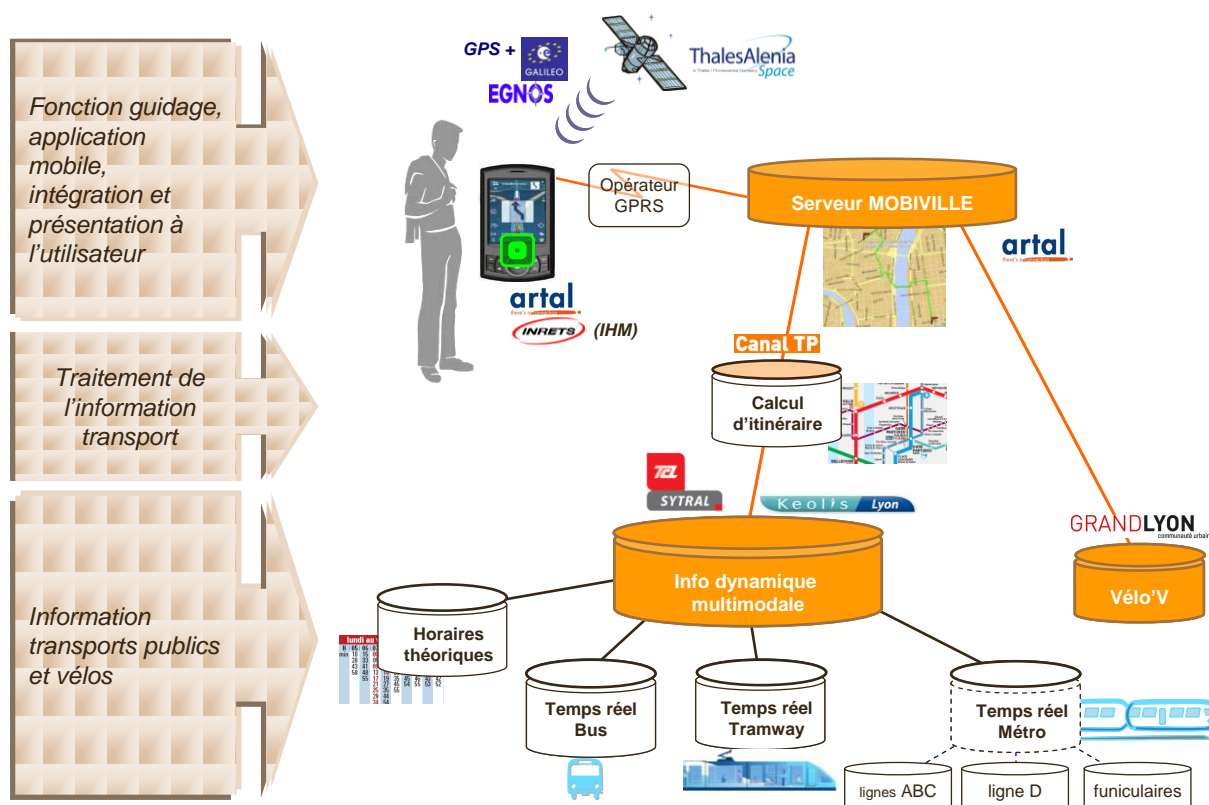 Fonction guidage,
application
mobile,
intégration et
présentation à
l'utilisateur
GPS +
GALILEO
EGNOS
ThalesAlenia
Space
Opérateur
GPRS
Serveur MOBIVILLE
artal
artal
INRETS (IHM)
Traitement de
l'information
transport
Canal TP
Calcul
d'itinéraire
Information
transports publics
et vélos
TCL
SYTRAL
Keolis Lyon
GRANDLYON
communauté urbain
Info dynamique
multimodale
Vélo'V
Horaires
théoriques
Temps réel
Bus
Temps réel
Tramway
Temps réel
Métro
lignes ABC
ligne D
funiculaires